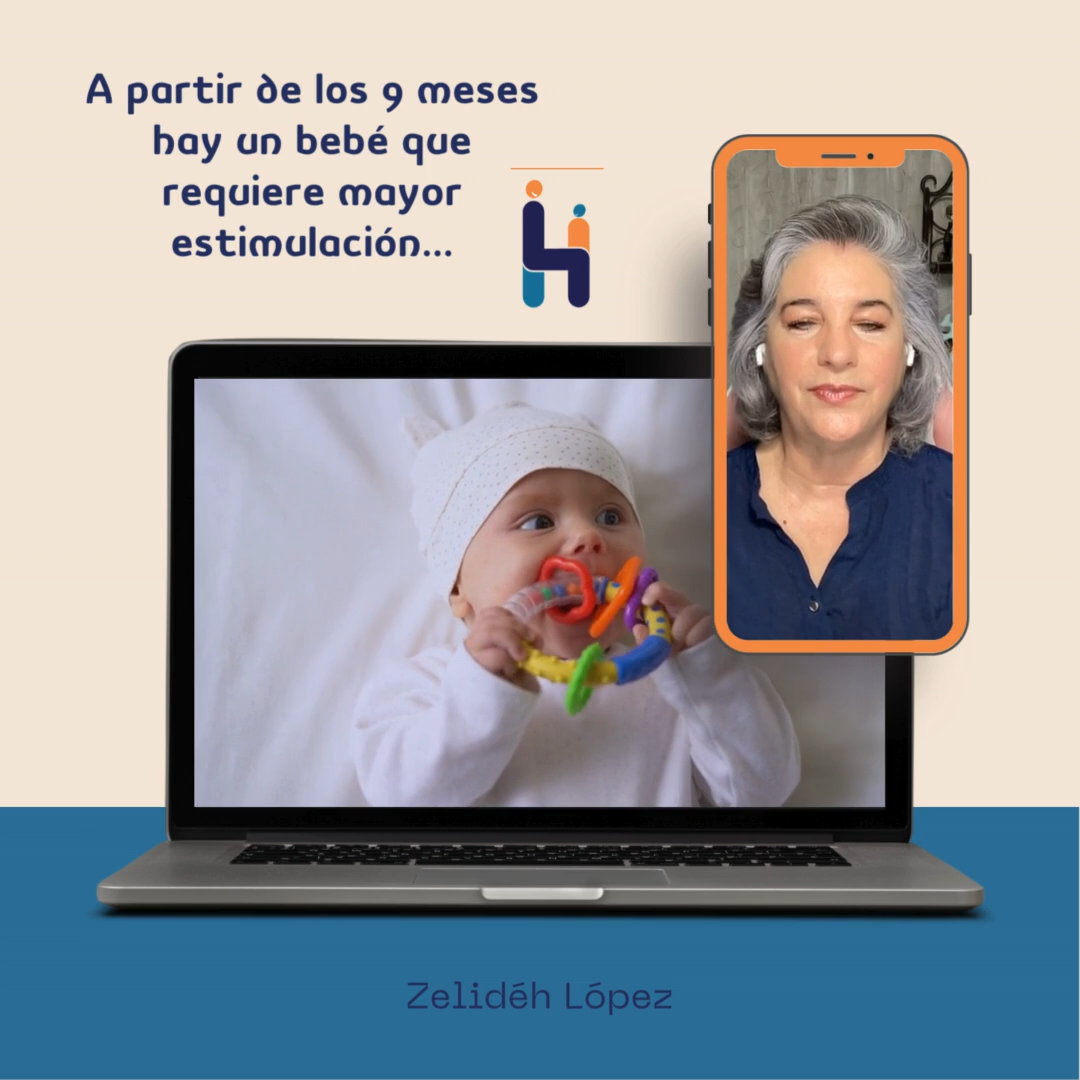 A partir de los 9 meses
hay un bebé que
requiere mayor
estimulación...
Zelidéh López